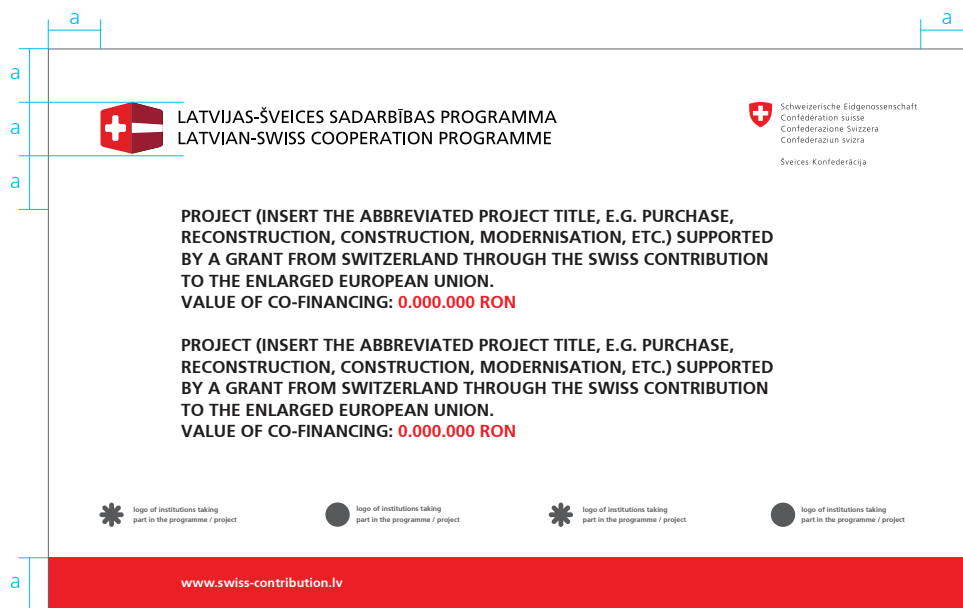 a
a
a
a
a
LATVIJAS-ŠVEICES SADARBĪBAS PROGRAMMA
LATVIAN-SWISS COOPERATION PROGRAMME
Schweizerische Eidgenossenschaft
Confédération suisse
Confederazione Svizzera
Confederaziun svizra
Šveices Konfederācija
PROJECT (INSERT THE ABBREVIATED PROJECT TITLE, E.G. PURCHASE,
RECONSTRUCTION, CONSTRUCTION, MODERNISATION, ETC.) SUPPORTED
BY A GRANT FROM SWITZERLAND THROUGH THE SWISS CONTRIBUTION
TO THE ENLARGED EUROPEAN UNION.
VALUE OF CO-FINANCING: 0.000.000 RON
PROJECT (INSERT THE ABBREVIATED PROJECT TITLE, E.G. PURCHASE,
RECONSTRUCTION, CONSTRUCTION, MODERNISATION, ETC.) SUPPORTED
BY A GRANT FROM SWITZERLAND THROUGH THE SWISS CONTRIBUTION
TO THE ENLARGED EUROPEAN UNION.
VALUE OF CO-FINANCING: 0.000.000 RON
logo of institutions taking
part in the programme / project
logo of institutions taking
part in the programme / project
logo of institutions taking
part in the programme / project
logo of institutions taking
part in the programme / project
a
www.swiss-contribution.lv